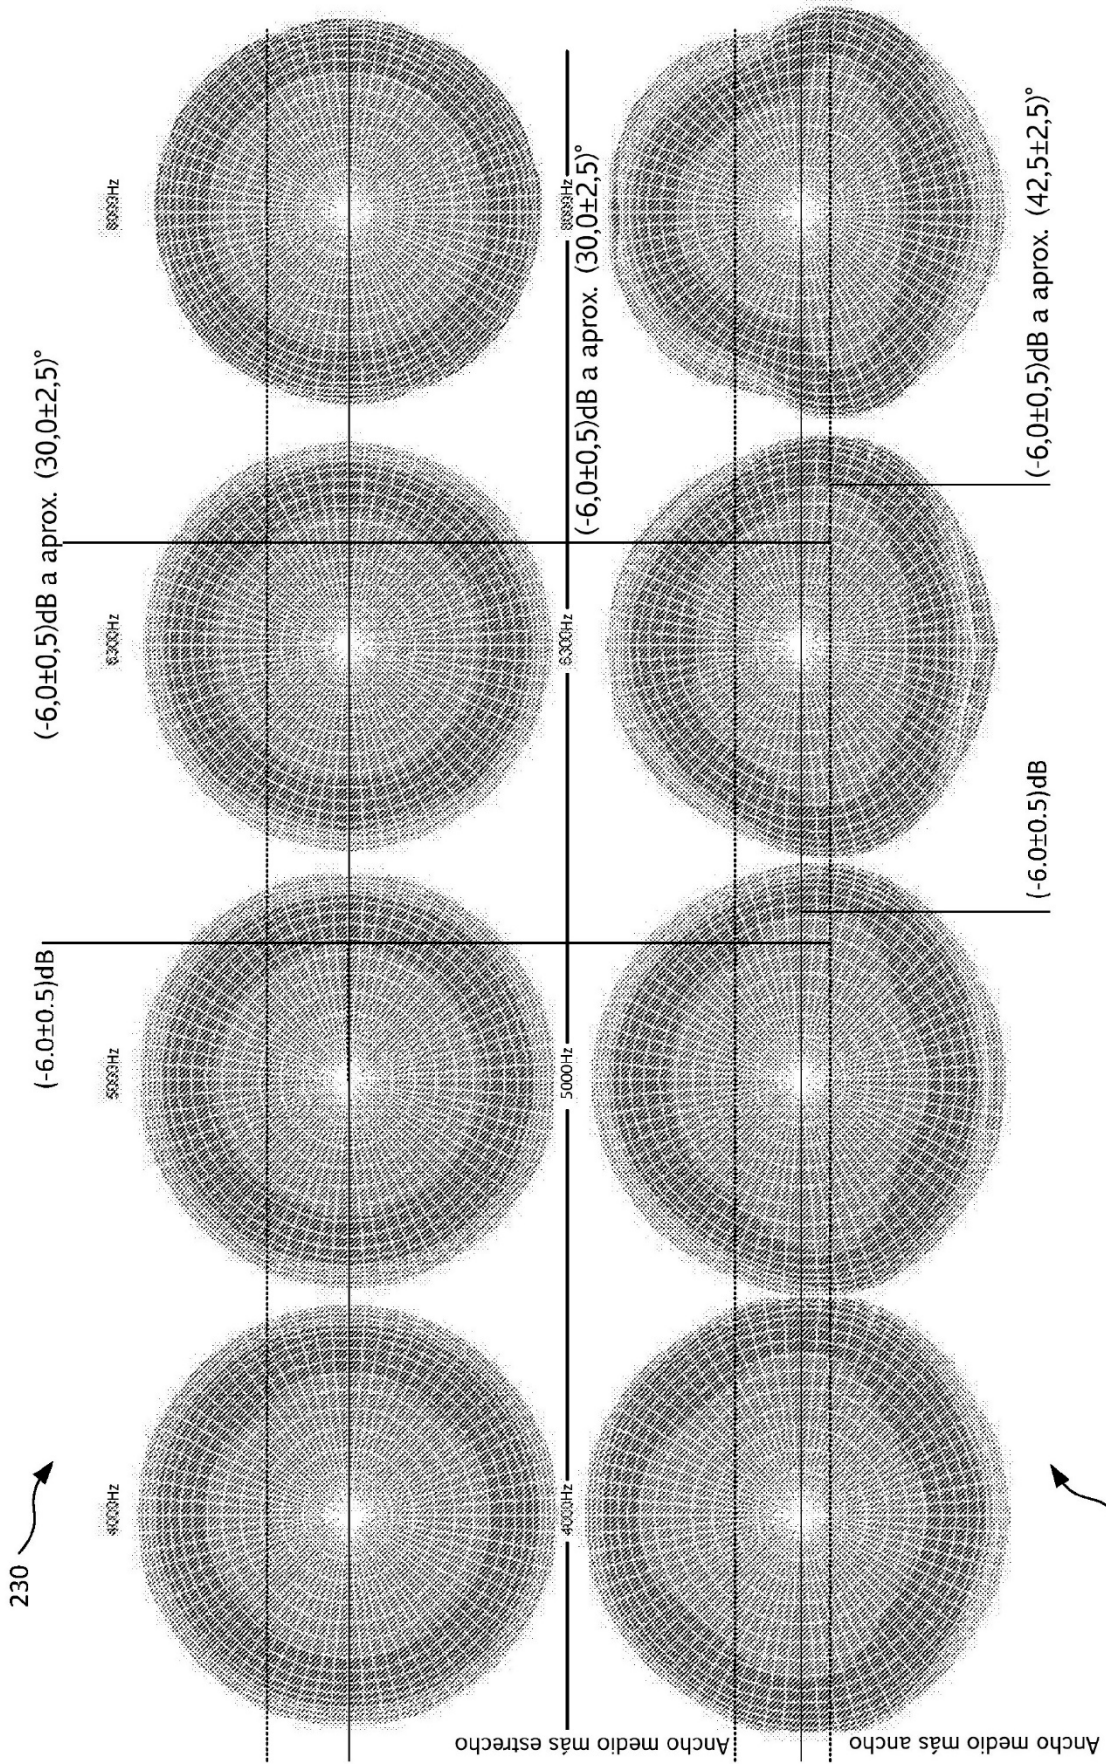 230
(-6.0±0.5)dB
(-6,0±0,5)dB a aprox. (30,0±2,5)°
4000Hz
5000Hz
6300Hz
8000Hz
(-6,0±0,5)dB a aprox. (30,0±2,5)°
4000Hz
5000Hz
6300Hz
8000Hz
Ancho medio más estrecho
Ancho medio más ancho
(-6.0±0.5)dB
(-6,0±0,5)dB a aprox. (42,5±2,5)°